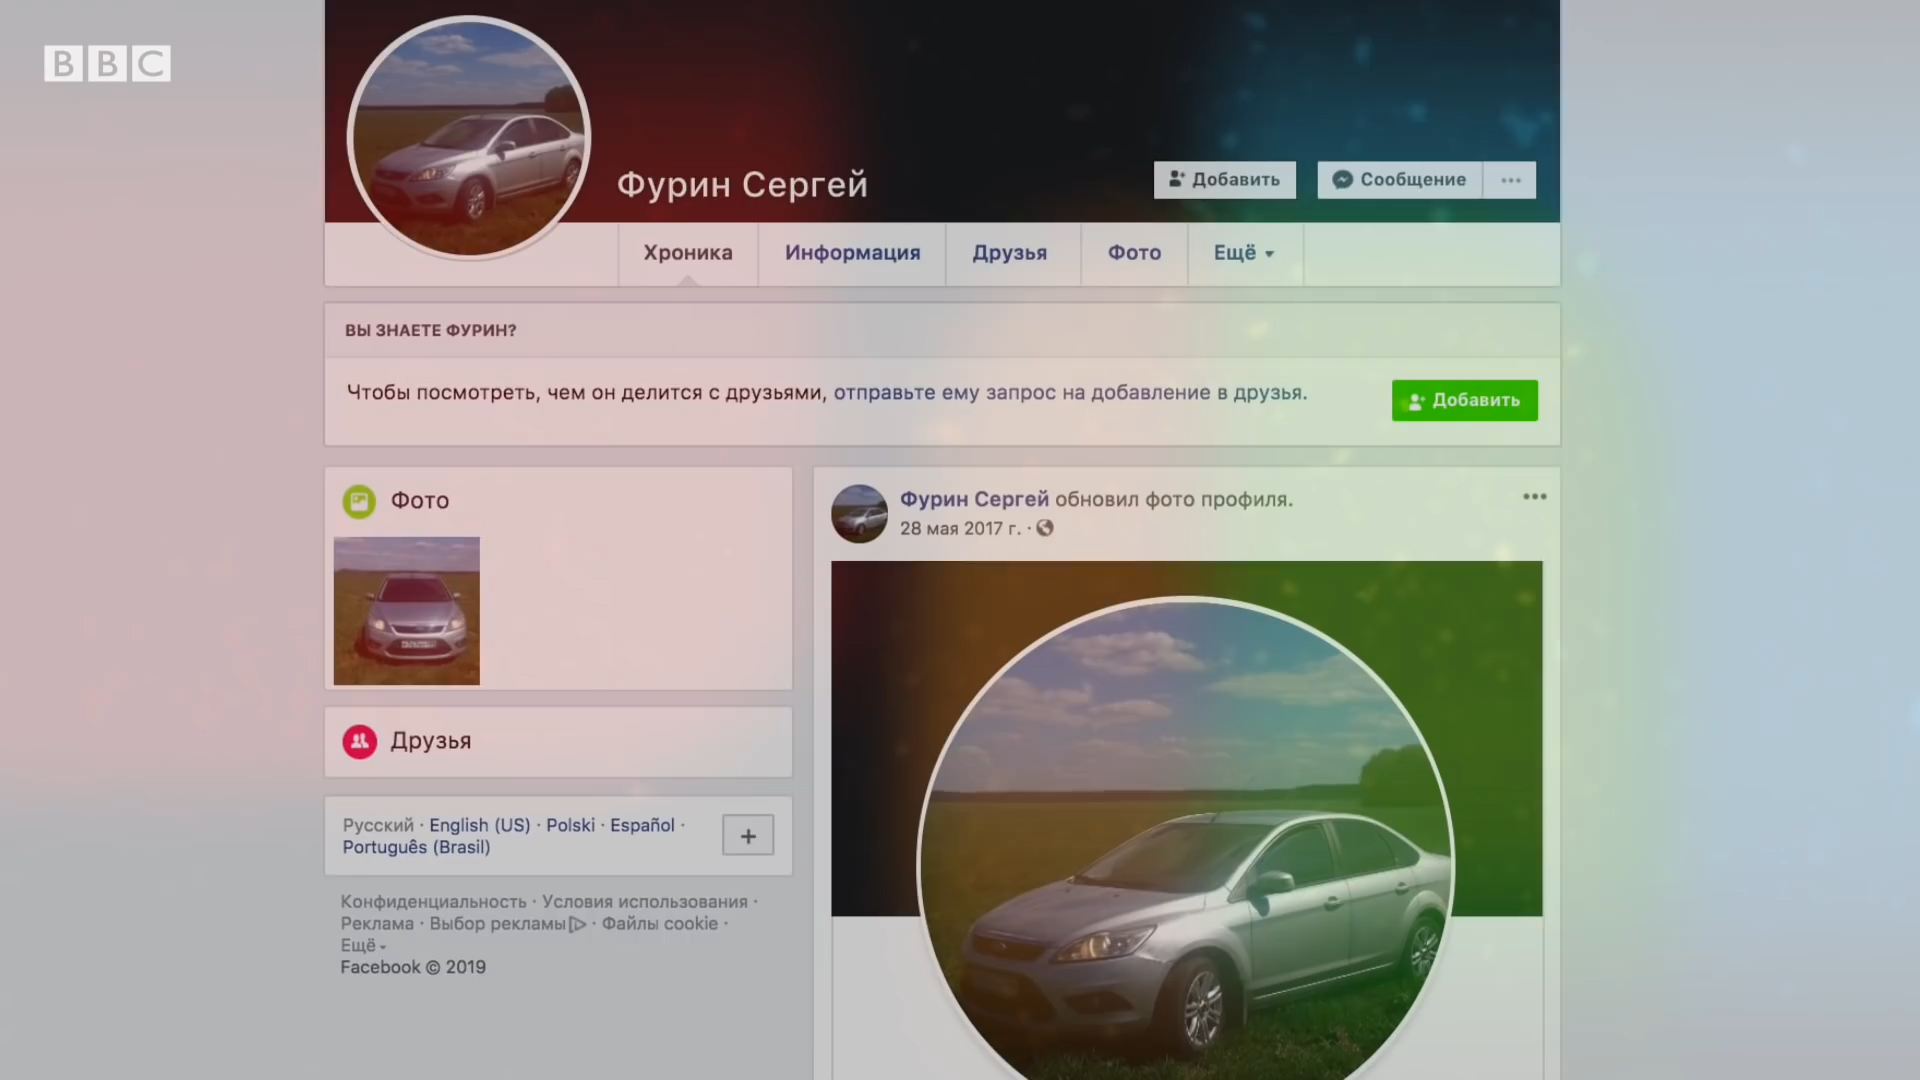 BBC
Фурин Сергей
Добавить
Сообщение
Хроника
Информация
Друзья
Фото
Ещё
ВЫ ЗНАЕТЕ ФУРИН?
Чтобы посмотреть, чем он делится с друзьями, отправьте ему запрос на добавление в друзья.
Добавить
Фото
Друзья
Русский · English (US) · Polski · Español ·
Português (Brasil)
Конфиденциальность · Условия использования ·
Реклама · Выбор рекламы · Файлы cookie ·
Ещё
Facebook © 2019
Фурин Сергей обновил фото профиля.
28 мая 2017 г. ·